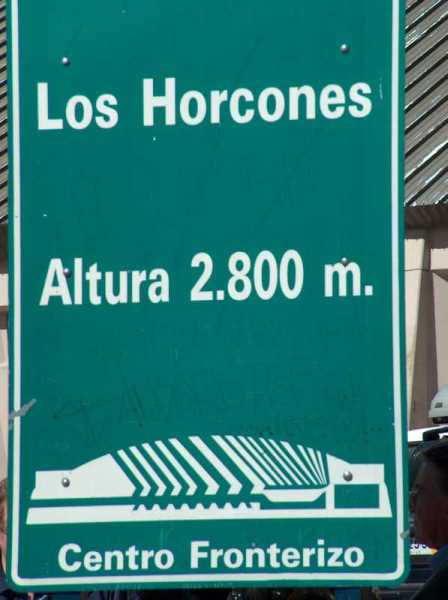 Los Horcones
Altura 2.800 m.
Centro Fronterizo